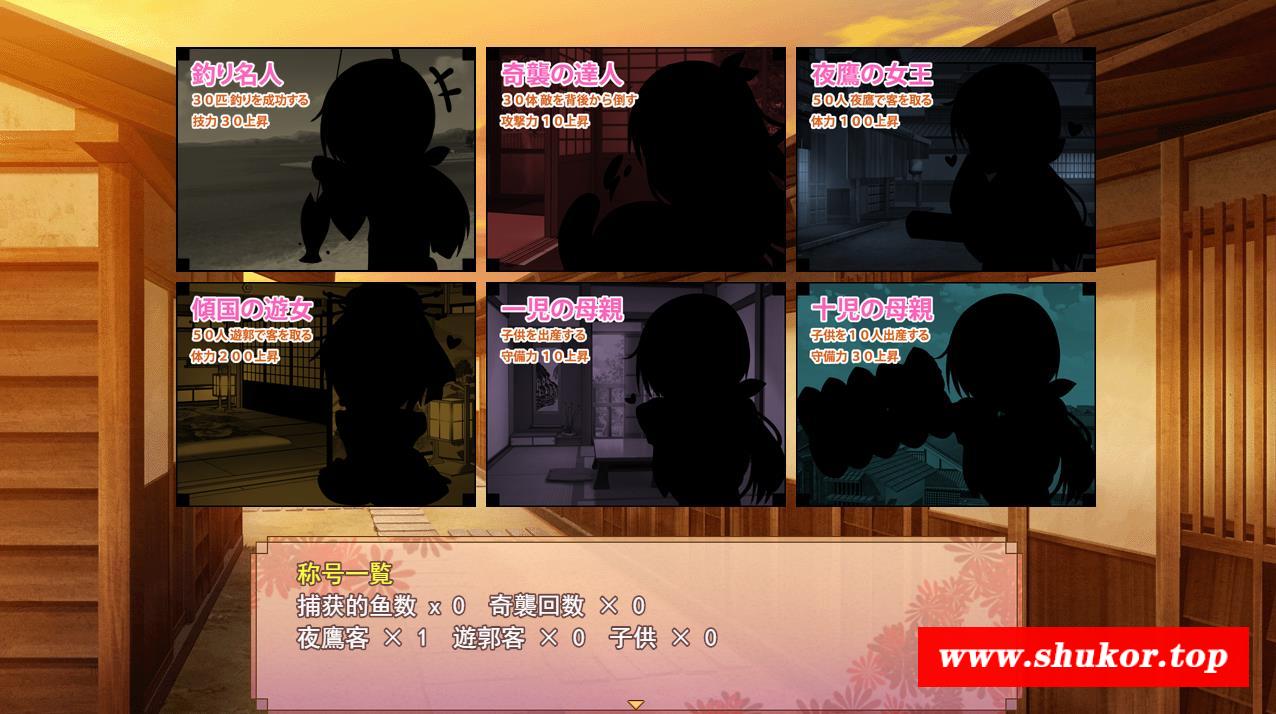 釣り名人
３０匹 釣りを成功する
技力 ３０上昇
奇襲の達人
３０体 敵を背後から倒す
攻撃力 １０上昇
夜鷹の女王
５０人 夜鷹で客を取る
体力 １００上昇
傾国の遊女
５０人 遊郭で客を取る
体力 ２００上昇
一児の母親
子供を出産する
守備力 １０上昇
十児の母親
子供を１０人出産する
守備力 ３０上昇
称号一覧
捕获的鱼数 x 0 奇襲回数 × 0
夜鷹客 × 1 遊郭客 × 0 子供 × 0
www.shukor.top